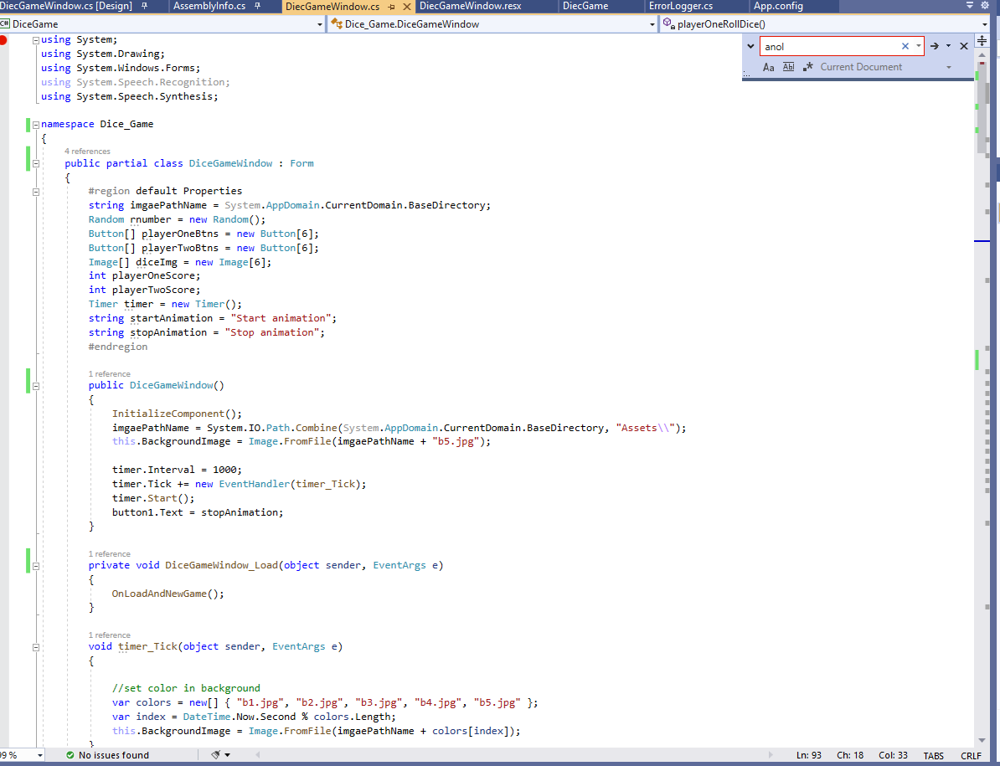 DiecGameWindow.cs [Design] AssemblyInfo.cs DiecGameWindow.cs DiecGameWindow.resx DiecGame ErrorLogger.cs App.config
C# DiceGame Dice_Game.DiceGameWindow playerOneRollDice()
anol
Aa Ab Current Document
using System;
using System.Drawing;
using System.Windows.Forms;
using System.Speech.Recognition;
using System.Speech.Synthesis;
namespace Dice_Game
{
4 references
public partial class DiceGameWindow : Form
{
#region default Properties
string imgaePathName = System.AppDomain.CurrentDomain.BaseDirectory;
Random rnumber = new Random();
Button[] playerOneBtns = new Button[6];
Button[] playerTwoBtns = new Button[6];
Image[] diceImg = new Image[6];
int playerOneScore;
int playerTwoScore;
Timer timer = new Timer();
string startAnimation = "Start animation";
string stopAnimation = "Stop animation";
#endregion
1 reference
public DiceGameWindow()
{
InitializeComponent();
imgaePathName = System.IO.Path.Combine(System.AppDomain.CurrentDomain.BaseDirectory, "Assets\\");
this.BackgroundImage = Image.FromFile(imgaePathName + "b5.jpg");
timer.Interval = 1000;
timer.Tick += new EventHandler(timer_Tick);
timer.Start();
button1.Text = stopAnimation;
}
1 reference
private void DiceGameWindow_Load(object sender, EventArgs e)
{
OnLoadAndNewGame();
}
1 reference
void timer_Tick(object sender, EventArgs e)
{
//set color in background
var colors = new[] { "b1.jpg", "b2.jpg", "b3.jpg", "b4.jpg", "b5.jpg" };
var index = DateTime.Now.Second % colors.Length;
this.BackgroundImage = Image.FromFile(imgaePathName + colors[index]);
}
99 % No issues found Ln: 93 Ch: 18 Col: 33 TABS CRLF